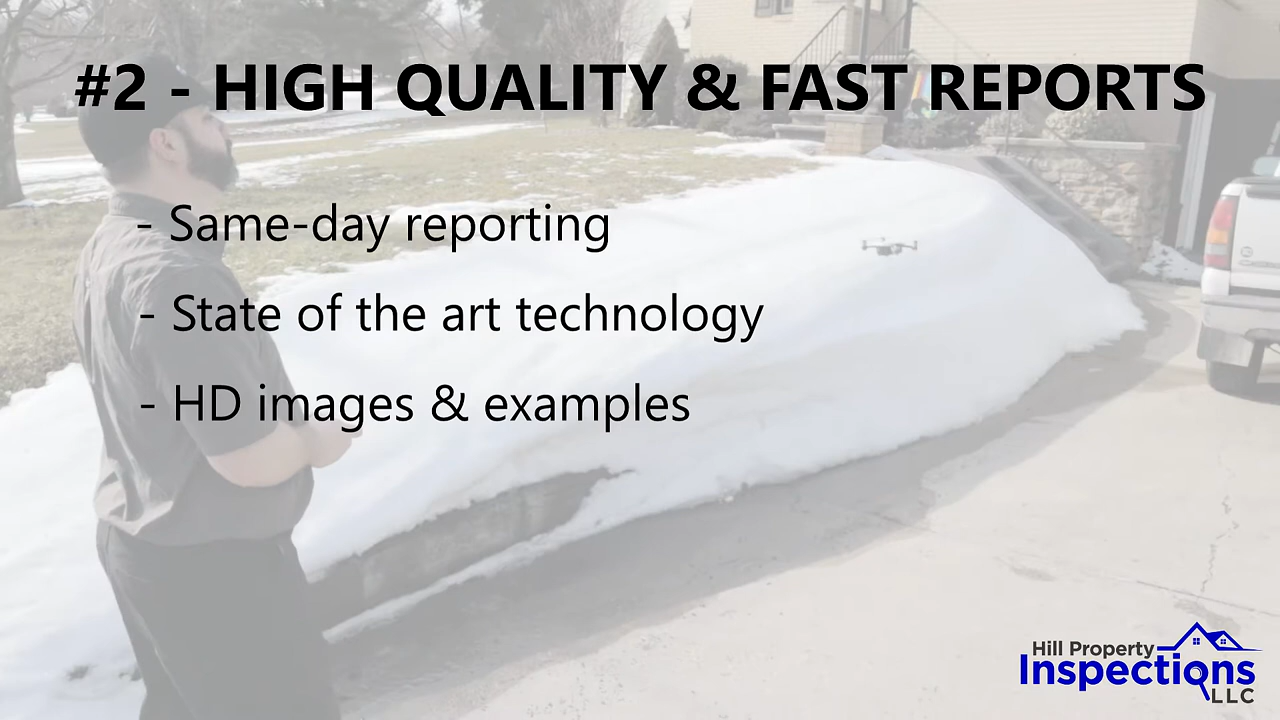 #2 - HIGH QUALITY & FAST REPORTS
- Same-day reporting
- State of the art technology
- HD images & examples
Hill Property
Inspections
LLC